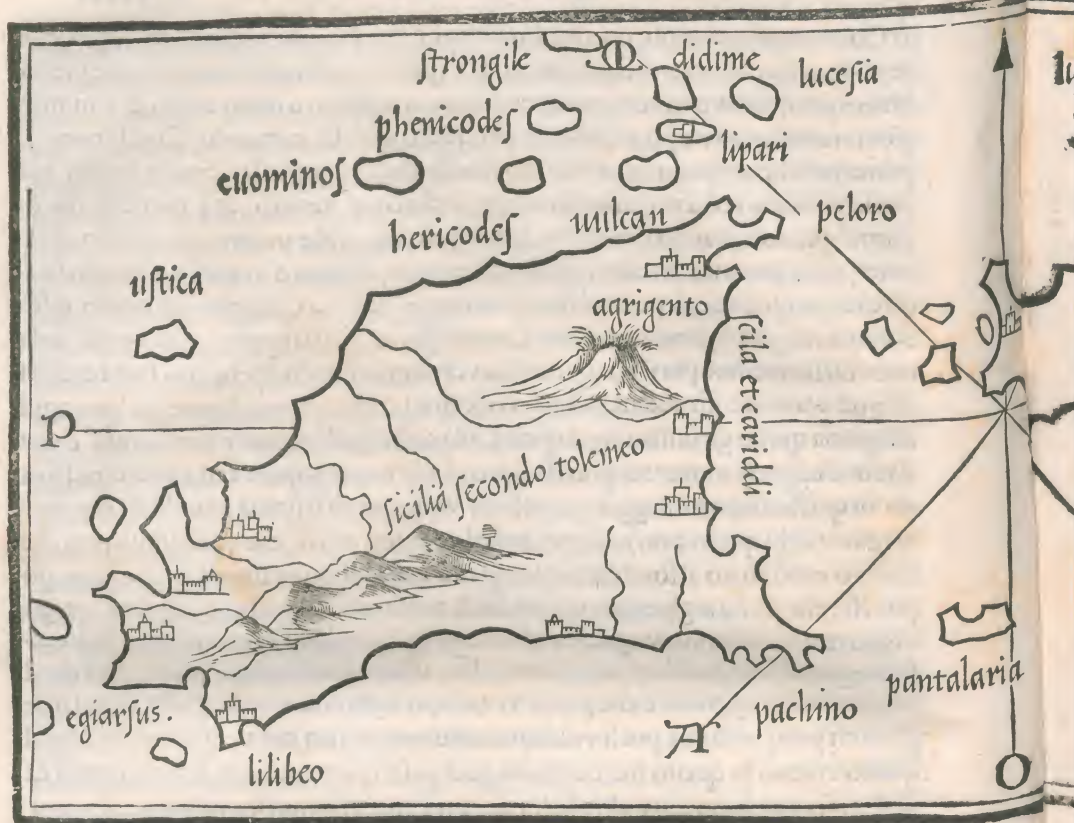 ſtrongile
O
didime
luceſia
phenicodeſ
lipari
euominoſ
hericodeſ
uulcan
peloro
uſtica
agrigento
ſcila et cariddi
P
ſicilia ſecondo tolemeo
pantalaria
pachino
egiarſus.
A
lilibeo
O